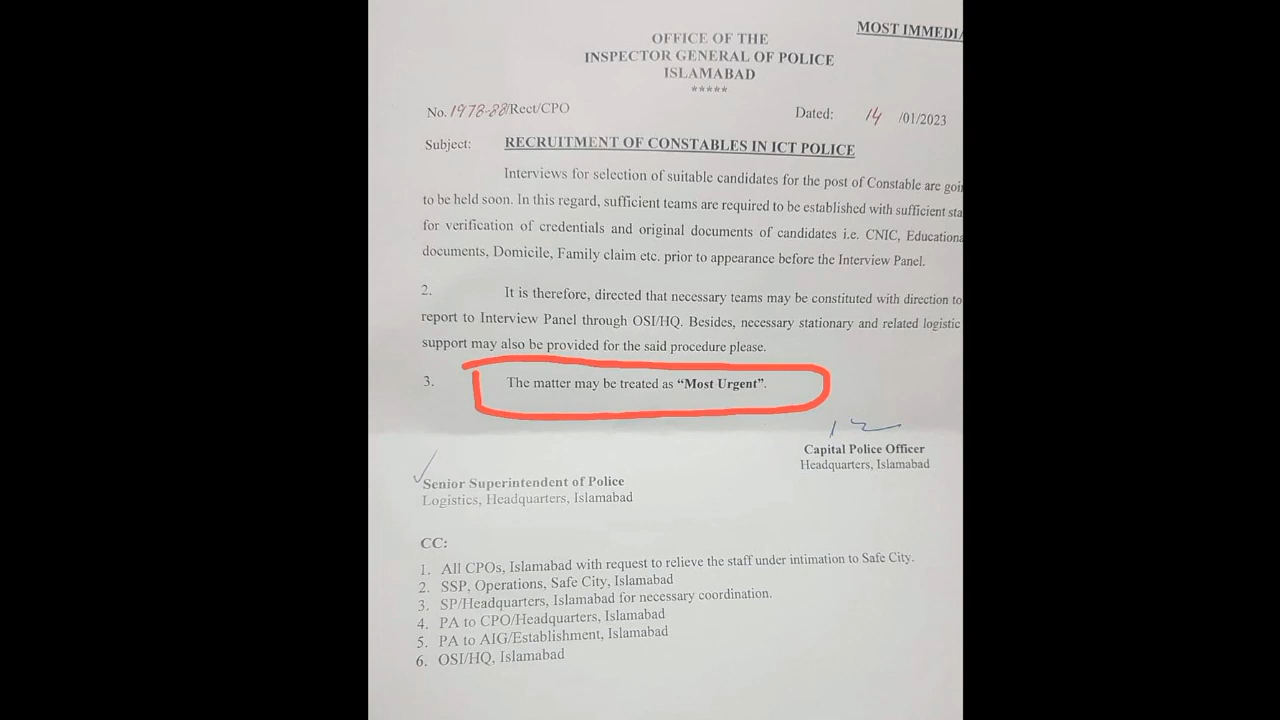 MOST IMMEDIA
OFFICE OF THE
INSPECTOR GENERAL OF POLICE
ISLAMABAD
*****
No. 1978-88/Rect/CPO
Dated: 14 /01/2023
Subject: RECRUITMENT OF CONSTABLES IN ICT POLICE
Interviews for selection of suitable candidates for the post of Constable are goin
to be held soon. In this regard, sufficient teams are required to be established with sufficient sta
for verification of credentials and original documents of candidates i.e. CNIC, Educationa
documents, Domicile, Family claim etc. prior to appearance before the Interview Panel.
2. It is therefore, directed that necessary teams may be constituted with direction to
report to Interview Panel through OSI/HQ. Besides, necessary stationary and related logistic
support may also be provided for the said procedure please.
3. The matter may be treated as “Most Urgent”.
Capital Police Officer
Headquarters, Islamabad
Senior Superintendent of Police
Logistics, Headquarters, Islamabad
CC:
1. All CPOs, Islamabad with request to relieve the staff under intimation to Safe City.
2. SSP, Operations, Safe City, Islamabad
3. SP/Headquarters, Islamabad for necessary coordination.
4. PA to CPO/Headquarters, Islamabad
5. PA to AIG/Establishment, Islamabad
6. OSI/HQ, Islamabad